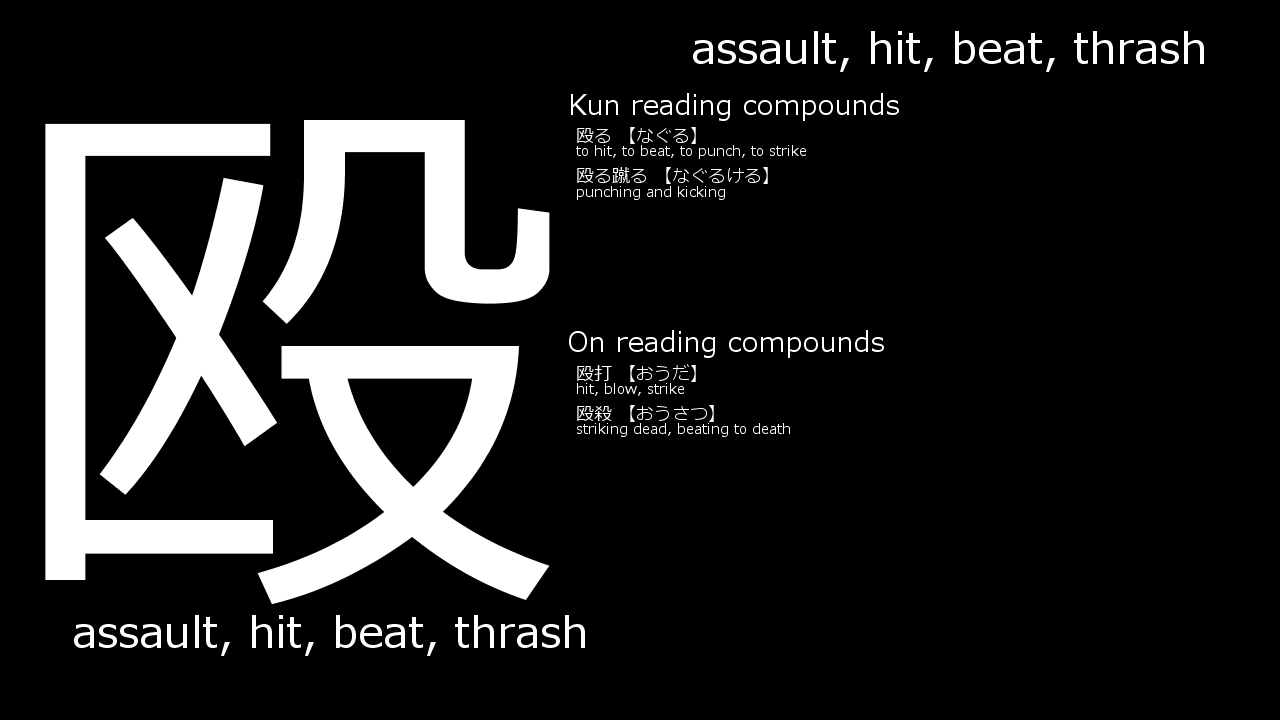 assault, hit, beat, thrash
殴
Kun reading compounds
殴る 【なぐる】
to hit, to beat, to punch, to strike
殴る蹴る 【なぐるける】
punching and kicking
On reading compounds
殴打 【おうだ】
hit, blow, strike
殴殺 【おうさつ】
striking dead, beating to death
assault, hit, beat, thrash